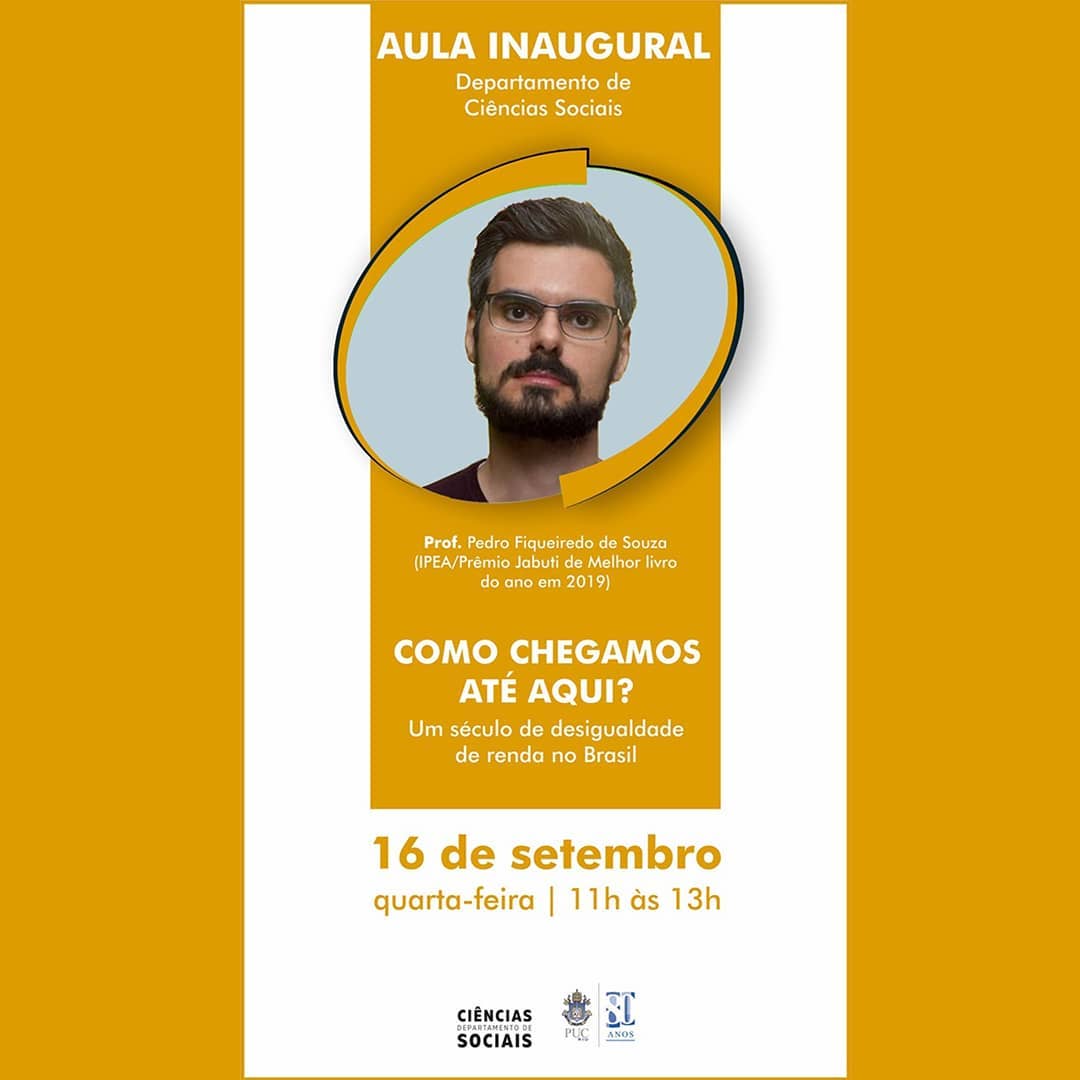 AULA INAUGURAL
Departamento de
Ciências Sociais
Prof. Pedro Fiqueiredo de Souza
(IPEA/Prêmio Jabuti de Melhor livro
do ano em 2019)
COMO CHEGAMOS
ATÉ AQUI?
Um século de desigualdade
de renda no Brasil
16 de setembro
quarta-feira | 11h às 13h
CIÊNCIAS
DEPARTAMENTO DE
SOCIAIS
PUC
RIO
80
ANOS